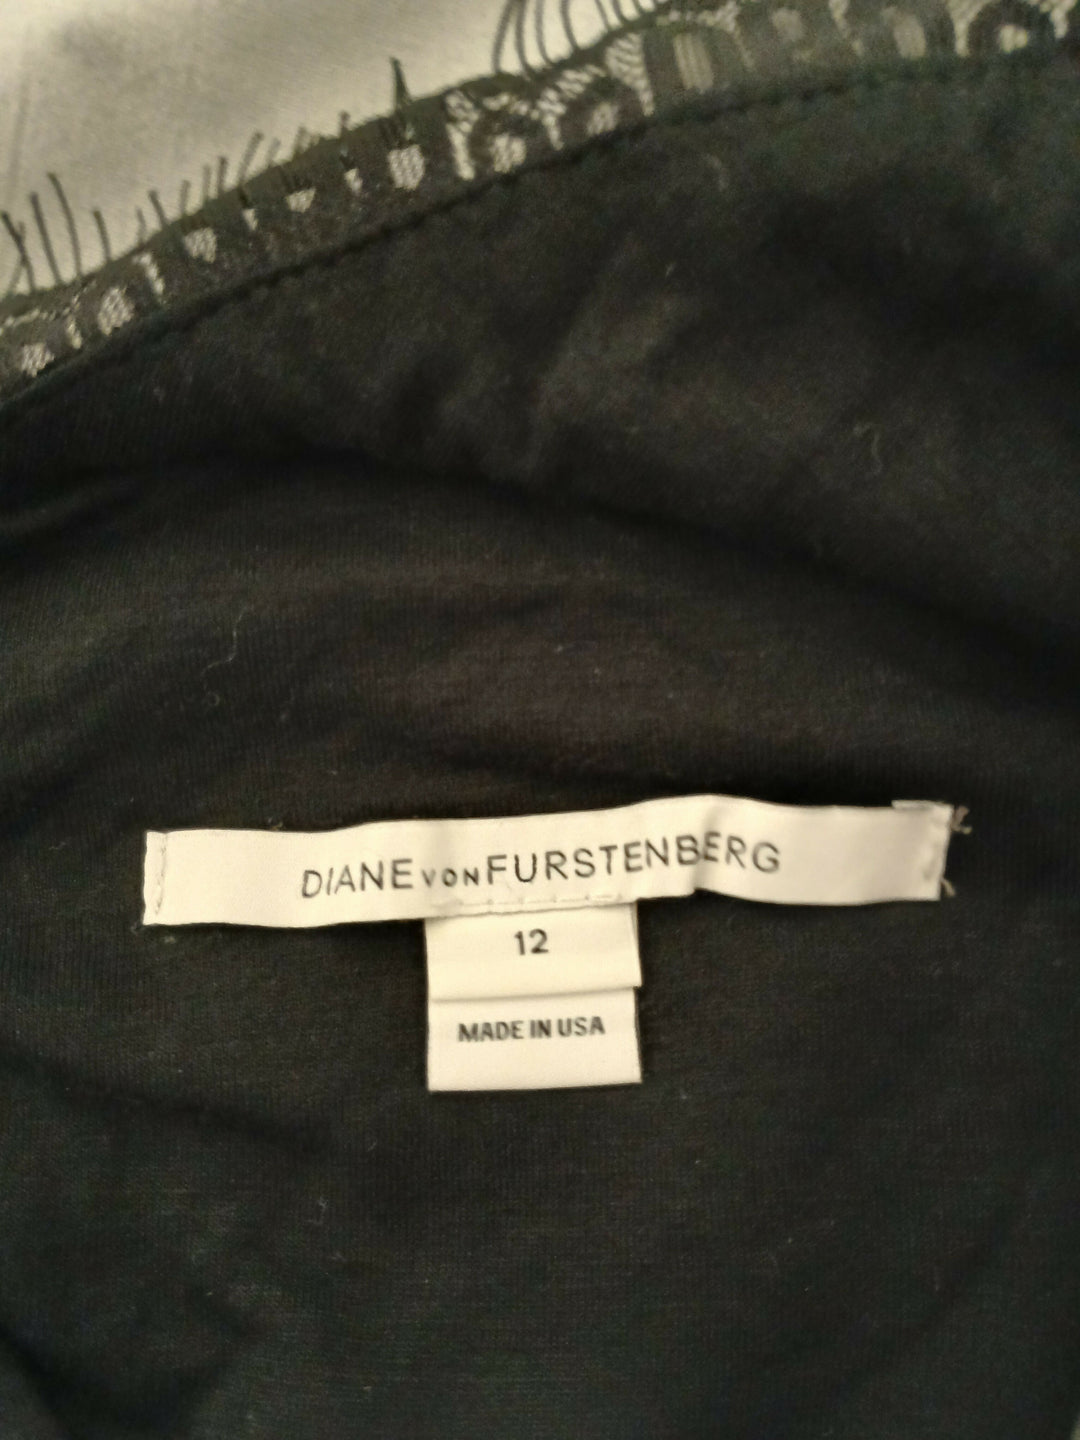 DIANE VON FURSTENBERG
12
MADE IN USA